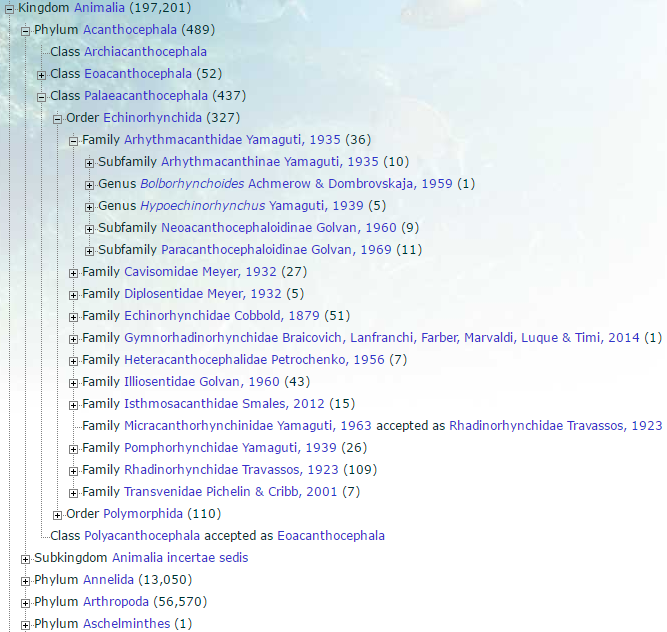 Kingdom Animalia (197,201)
Phylum Acanthocephala (489)
Class Archiacanthocephala
Class Eoacanthocephala (52)
Class Palaeacanthocephala (437)
Order Echinorhynchida (327)
Family Arhythmacanthidae Yamaguti, 1935 (36)
Subfamily Arhythmacanthinae Yamaguti, 1935 (10)
Genus Bolborhynchoides Achmerow & Dombrovskaja, 1959 (1)
Genus Hypoechinorhynchus Yamaguti, 1939 (5)
Subfamily Neoacanthocephaloidinae Golvan, 1960 (9)
Subfamily Paracanthocephaloidinae Golvan, 1969 (11)
Family Cavisomidae Meyer, 1932 (27)
Family Diplosentidae Meyer, 1932 (5)
Family Echinorhynchidae Cobbold, 1879 (51)
Family Gymnorhadinorhynchidae Braicovich, Lanfranchi, Farber, Marvaldi, Luque & Timi, 2014 (1)
Family Heteracanthocephalidae Petrochenko, 1956 (7)
Family Illiosentidae Golvan, 1960 (43)
Family Isthmosacanthidae Smales, 2012 (15)
Family Micracanthorhynchinidae Yamaguti, 1963 accepted as Rhadinorhynchidae Travassos, 1923
Family Pomphorhynchidae Yamaguti, 1939 (26)
Family Rhadinorhynchidae Travassos, 1923 (109)
Family Transvenidae Pichelin & Cribb, 2001 (7)
Order Polymorphida (110)
Class Polyacanthocephala accepted as Eoacanthocephala
Subkingdom Animalia incertae sedis
Phylum Annelida (13,050)
Phylum Arthropoda (56,570)
Phylum Aschelminthes (1)